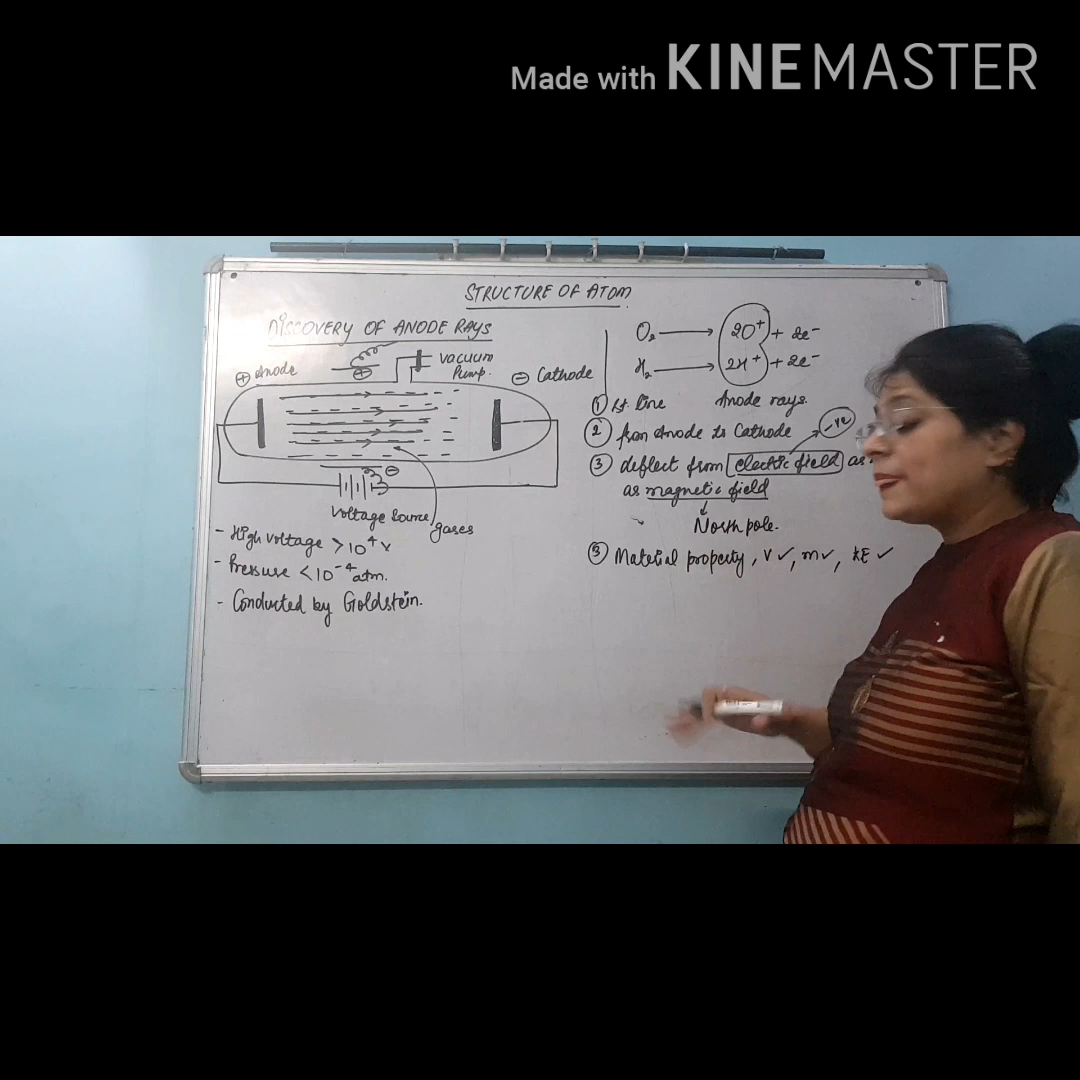 Made with KINEMASTER
STRUCTURE OF ATOM
DISCOVERY OF ANODE RAYS
vacuum
Pump.
⊕ Anode
⊕
⊖ Cathode
⊖
Voltage Source
gases
- High voltage > 10⁴ v
- Pressure < 10⁻⁴ atm.
- Conducted by Goldstein.
O₂ → 2O⁺ + 2e⁻
H₂ → 2H⁺ + 2e⁻
Anode rays.
① St. line
② from Anode to Cathode
-ve
③ deflect from electric field as
as magnetic field
North pole.
③ Material property, V ✓, m ✓, KE ✓